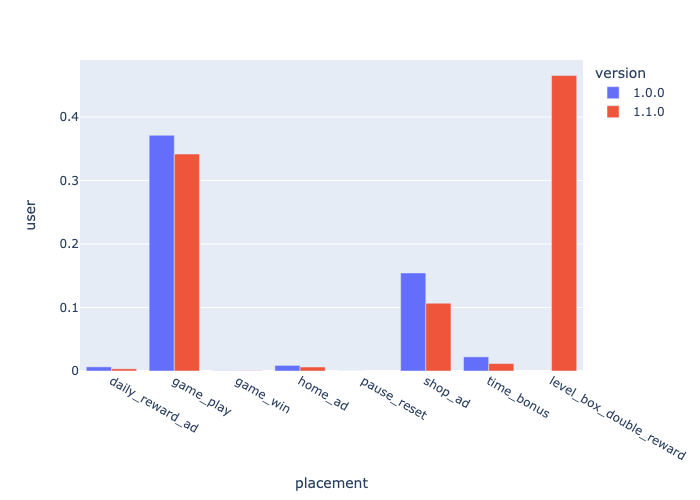 version
1.0.0
1.1.0
user
0.4
0.3
0.2
0.1
0
daily_reward_ad
game_play
game_win
home_ad
pause_reset
shop_ad
time_bonus
level_box_double_reward
placement